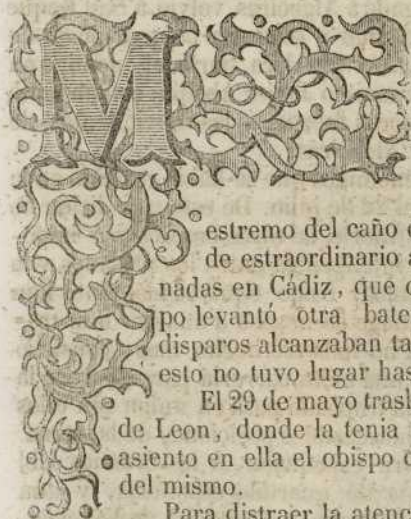 M
estremo del caño
de estraordinario
nadas en Cádiz, que
po levantó otra bate
disparos alcanzaban ta
esto no tuvo lugar has
El 29 de mayo trasl
de Leon, donde la tenia
asiento en ella el obispo
del mismo.
Para distraer la atenc